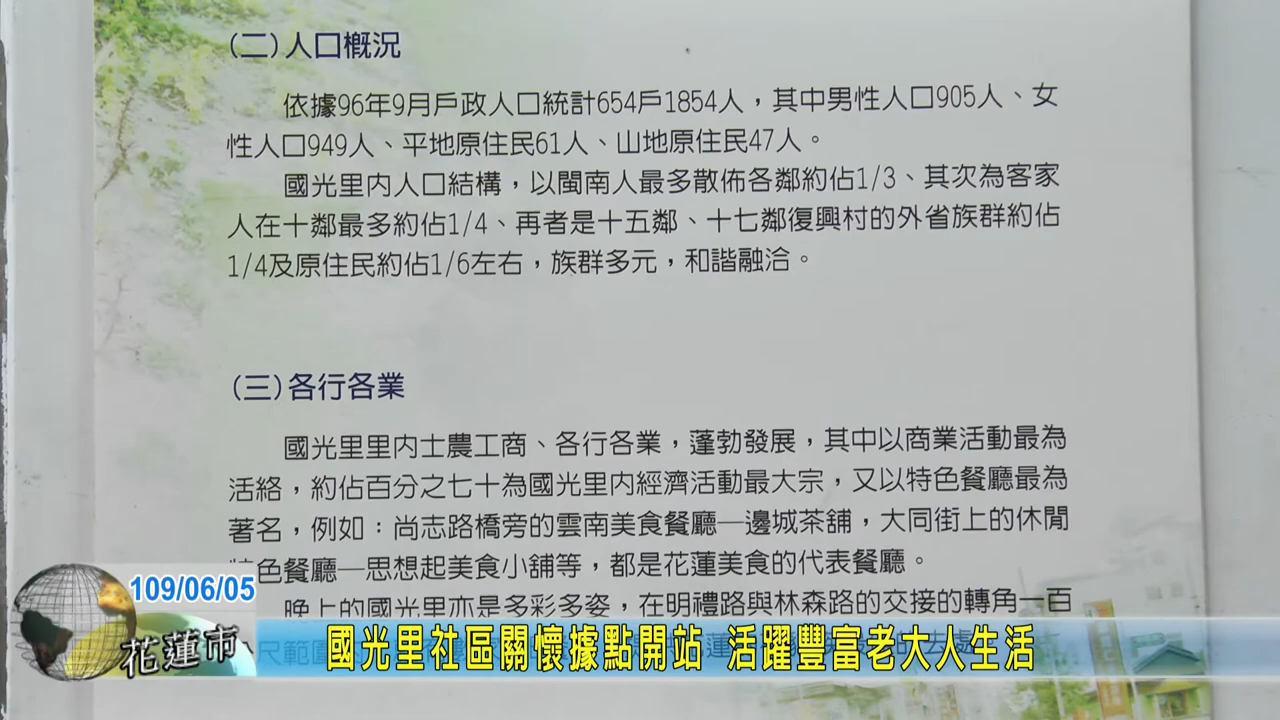 (二)人口概況
依據96年9月戶政人口統計654戶1854人，其中男性人口905人、女
性人口949人、平地原住民61人、山地原住民47人。
國光里內人口結構，以閩南人最多散佈各鄰約佔1/3、其次為客家
人在十鄰最多約佔1/4、再者是十五鄰、十七鄰復興村的外省族群約佔
1/4及原住民約佔1/6左右，族群多元，和諧融洽。
(三)各行各業
國光里里內士農工商、各行各業，蓬勃發展，其中以商業活動最為
活絡，約佔百分之七十為國光里內經濟活動最大宗，又以特色餐廳最為
著名，例如：尚志路橋旁的雲南美食餐廳—邊城茶舖，大同街上的休閒
特色餐廳—思想起美食小舖等，都是花蓮美食的代表餐廳。
晚上的國光里亦是多彩多姿，在明禮路與林森路的交接的轉角一百
尺範圍
109/06/05
花蓮市
國光里社區關懷據點開站 活躍豐富老大人生活